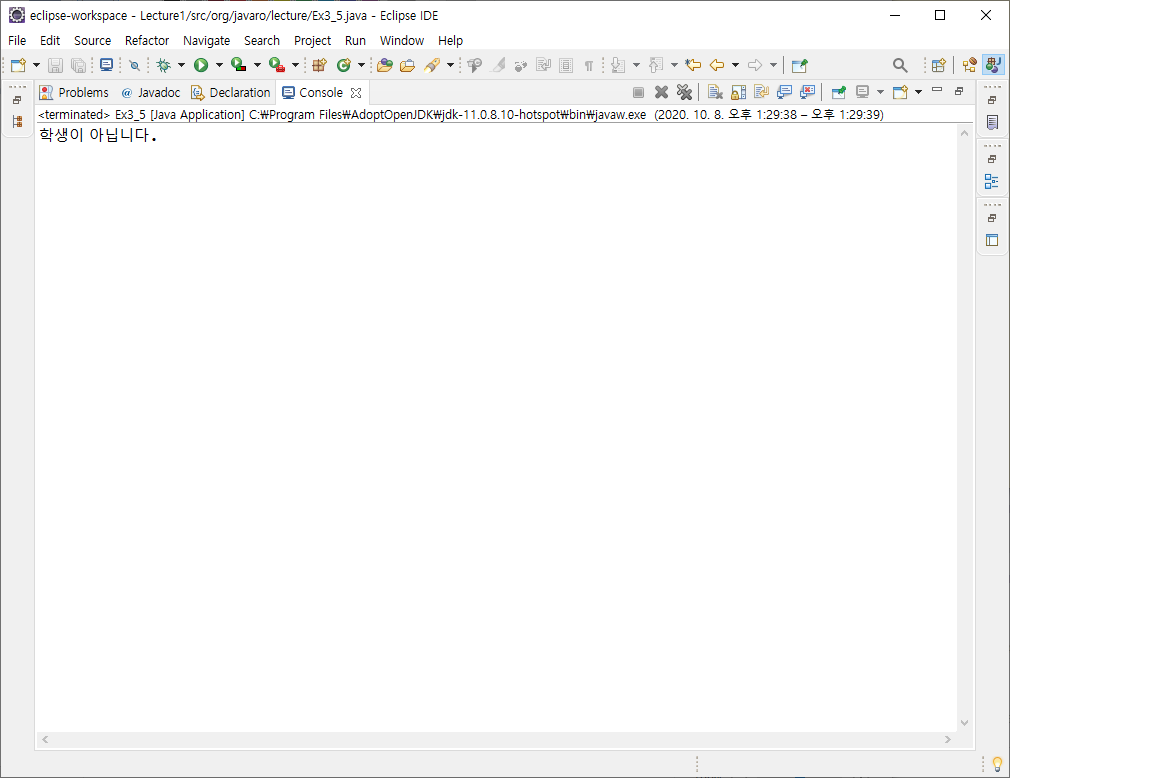 eclipse-workspace - Lecture1/src/org/javaro/lecture/Ex3_5.java - Eclipse IDE
File Edit Source Refactor Navigate Search Project Run Window Help
Problems @ Javadoc Declaration Console
<terminated> Ex3_5 [Java Application] C:₩Program Files₩AdoptOpenJDK₩jdk-11.0.8.10-hotspot₩bin₩javaw.exe (2020. 10. 8. 오후 1:29:38 – 오후 1:29:39)
학생이 아닙니다.